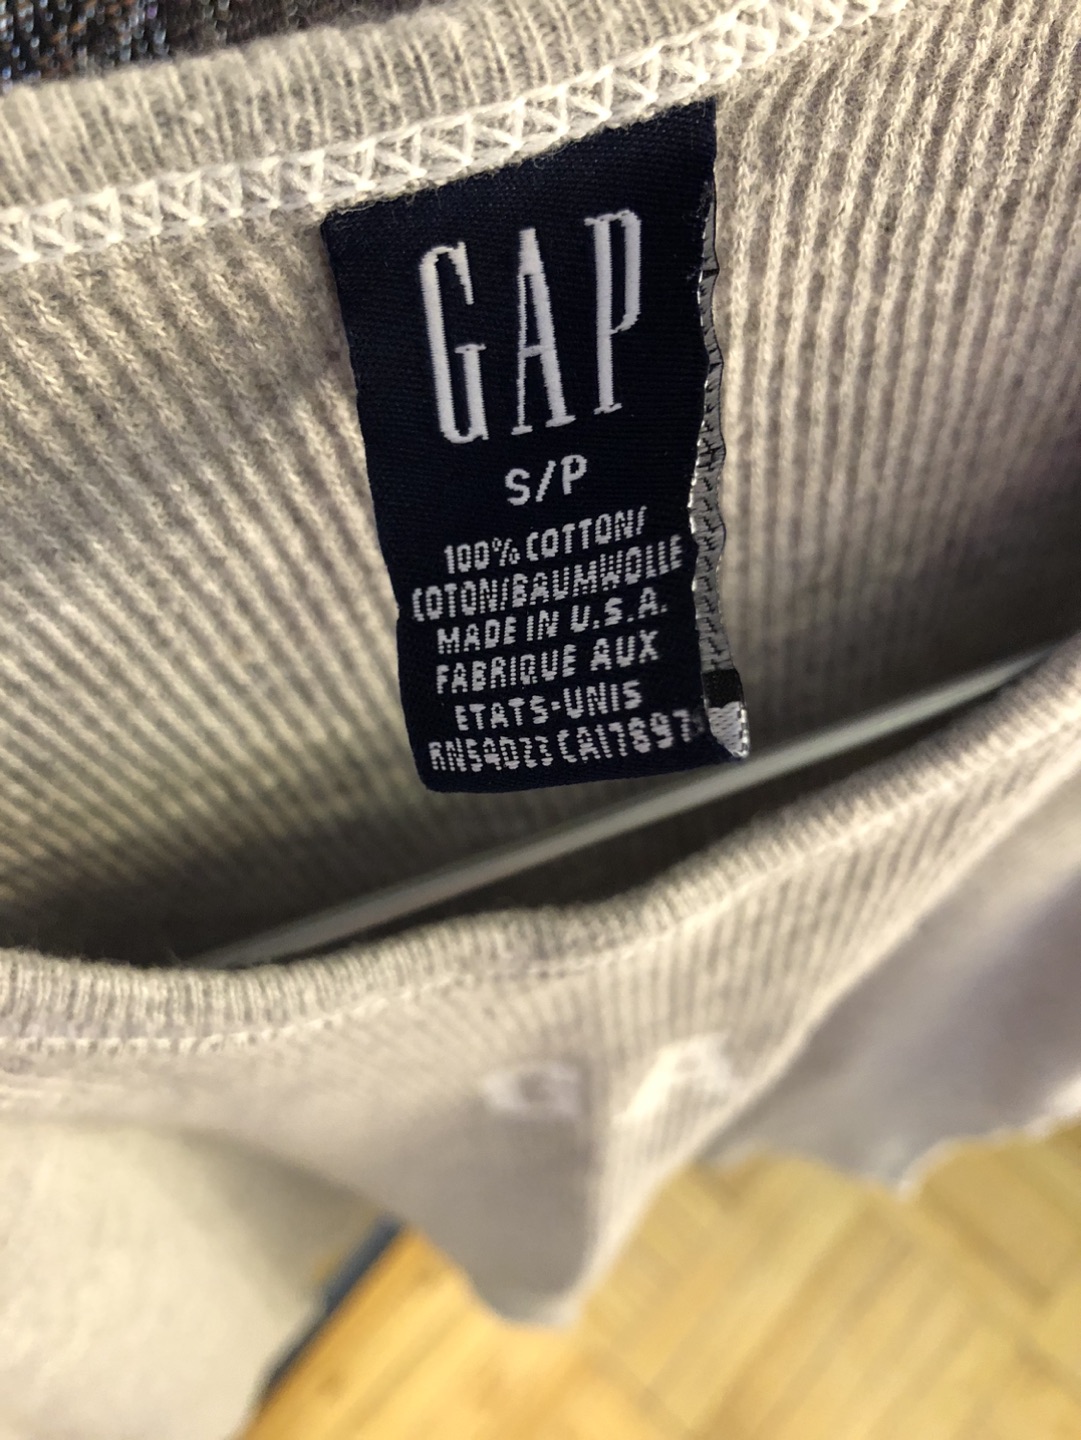 GAP
S/P
100% COTTON/
COTON/BAUMWOLLE
MADE IN U.S.A.
FABRIQUE AUX
ETATS-UNIS
RN54023 CA17897
G A